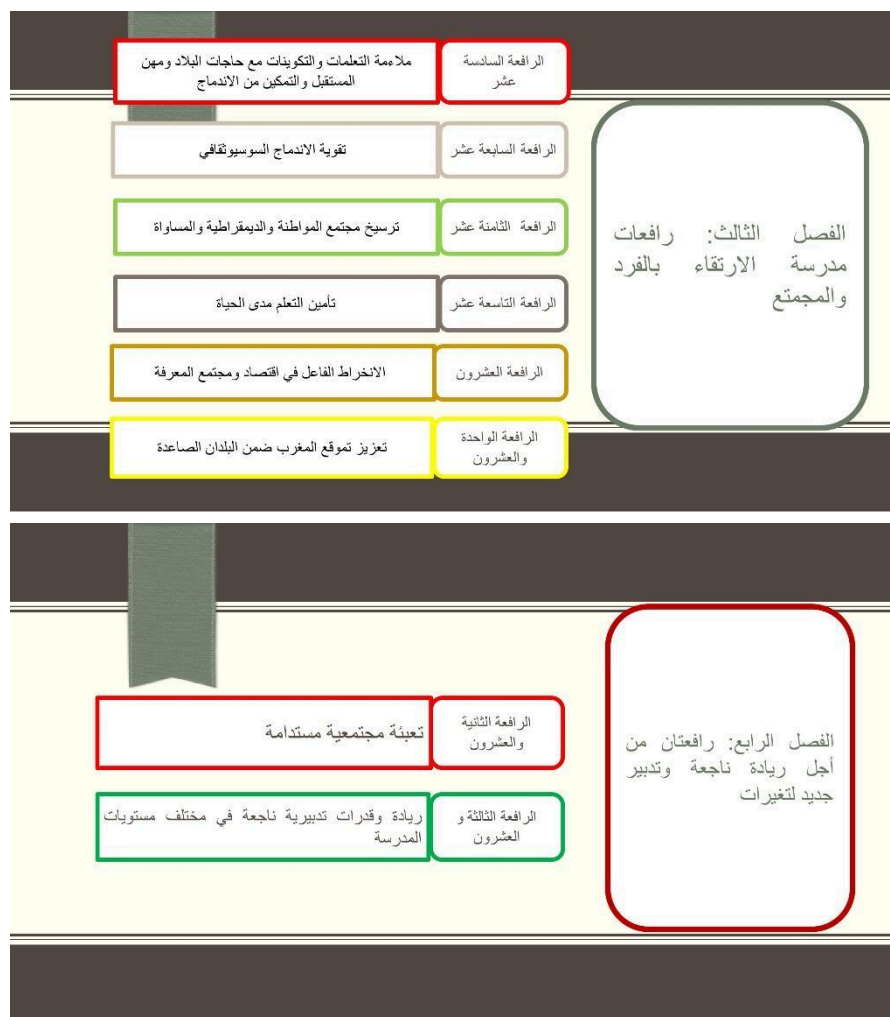 الفصل الثالث: رافعات
مدرسة الارتقاء بالفرد
والمجمتع
الرافعة السادسة
عشر
ملاءمة التعلمات والتكوينات مع حاجات البلاد ومهن
المستقبل والتمكين من الاندماج
الرافعة السابعة عشر
تقوية الاندماج السوسيوثقافي
الرافعة الثامنة عشر
ترسيخ مجتمع المواطنة والديمقراطية والمساواة
الرافعة التاسعة عشر
تأمين التعلم مدى الحياة
الرافعة العشرون
الانخراط الفاعل في اقتصاد ومجتمع المعرفة
الرافعة الواحدة
والعشرون
تعزيز تموقع المغرب ضمن البلدان الصاعدة
الفصل الرابع: رافعتان من
أجل ريادة ناجعة وتدبير
جديد لتغيرات
الرافعة الثانية
والعشرون
تعبئة مجتمعية مستدامة
الرافعة الثالثة و
العشرون
ريادة وقدرات تدبيرية ناجعة في مختلف مستويات
المدرسة